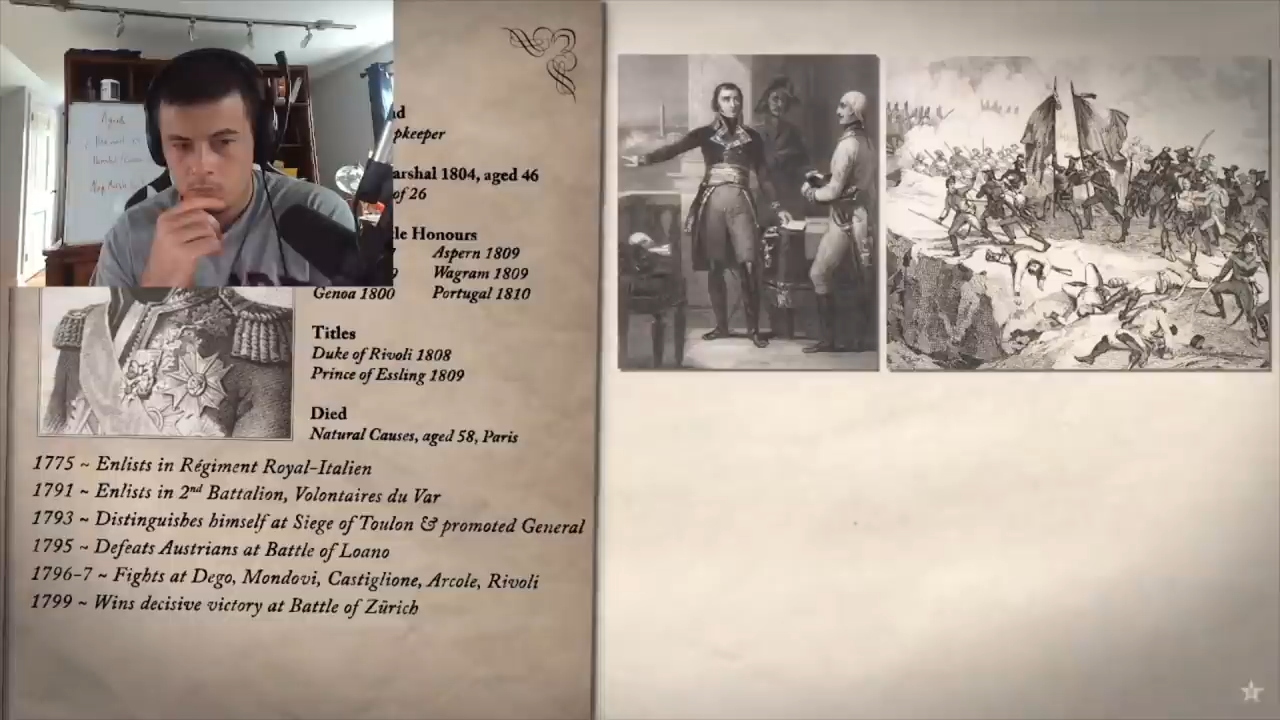 Agenda
pkeeper
arshal 1804, aged 46
of 26
le Honours
Aspern 1809
Wagram 1809
Genoa 1800 Portugal 1810
Titles
Duke of Rivoli 1808
Prince of Essling 1809
Died
Natural Causes, aged 58, Paris
1775 ~ Enlists in Régiment Royal-Italien
1791 ~ Enlists in 2nd Battalion, Volontaires du Var
1793 ~ Distinguishes himself at Siege of Toulon & promoted General
1795 ~ Defeats Austrians at Battle of Loano
1796-7 ~ Fights at Dego, Mondovi, Castiglione, Arcole, Rivoli
1799 ~ Wins decisive victory at Battle of Zürich